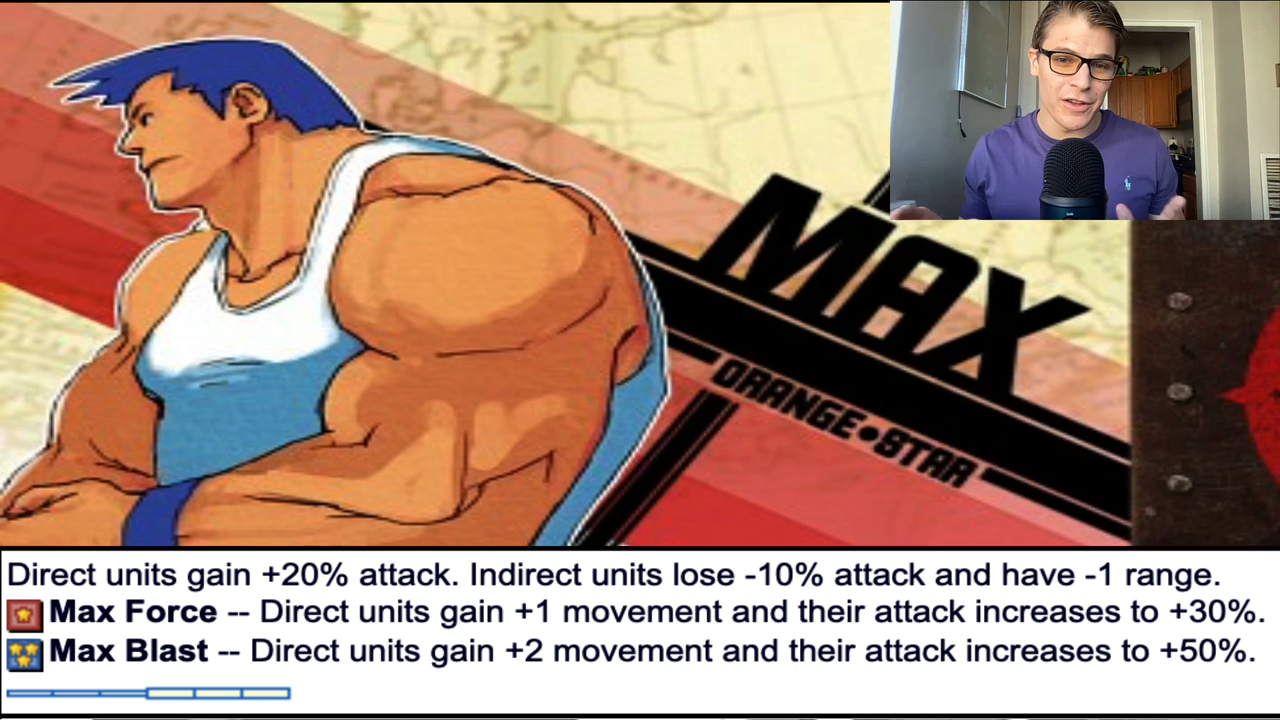 MAX
ORANGE•STAR
Direct units gain +20% attack. Indirect units lose -10% attack and have -1 range.
Max Force -- Direct units gain +1 movement and their attack increases to +30%.
Max Blast -- Direct units gain +2 movement and their attack increases to +50%.